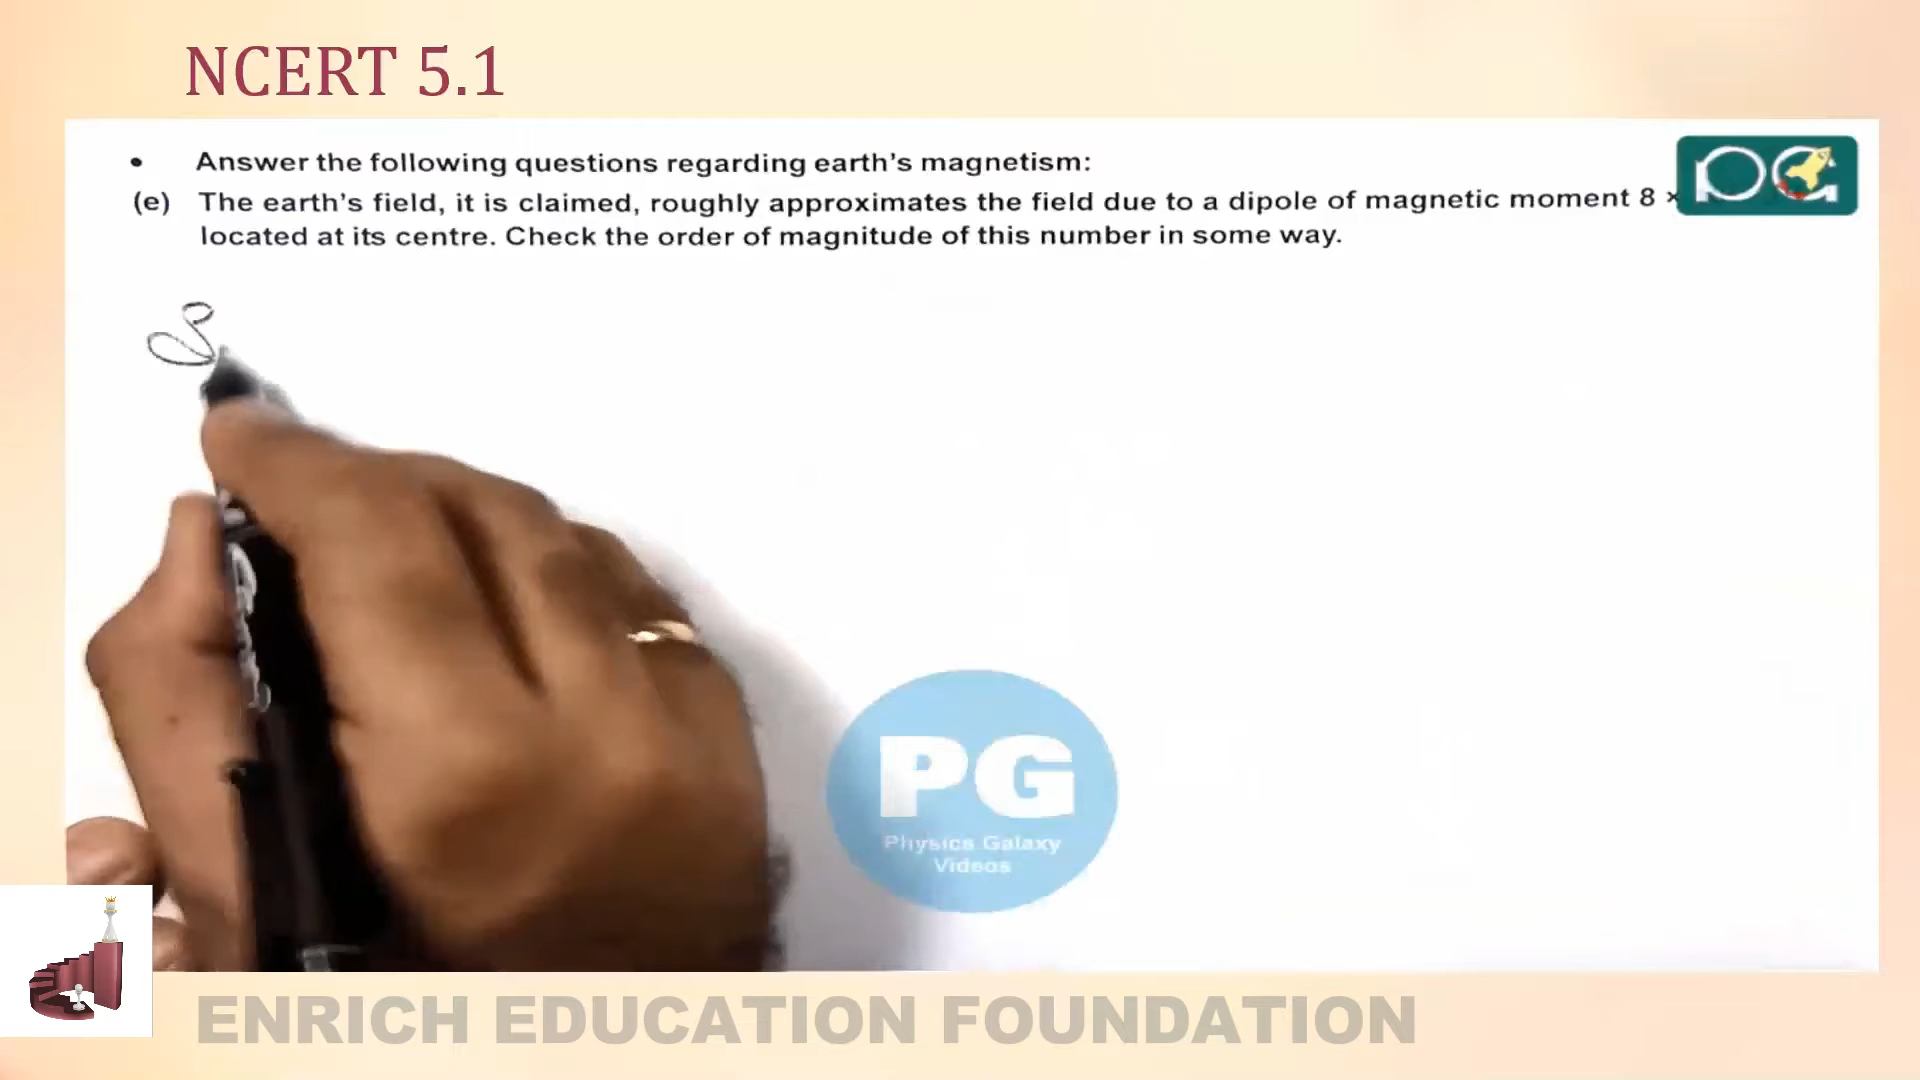 NCERT 5.1
• Answer the following questions regarding earth's magnetism:
(e) The earth's field, it is claimed, roughly approximates the field due to a dipole of magnetic moment 8 ×
located at its centre. Check the order of magnitude of this number in some way.
PG
Physics Galaxy
Videos
ENRICH EDUCATION FOUNDATION